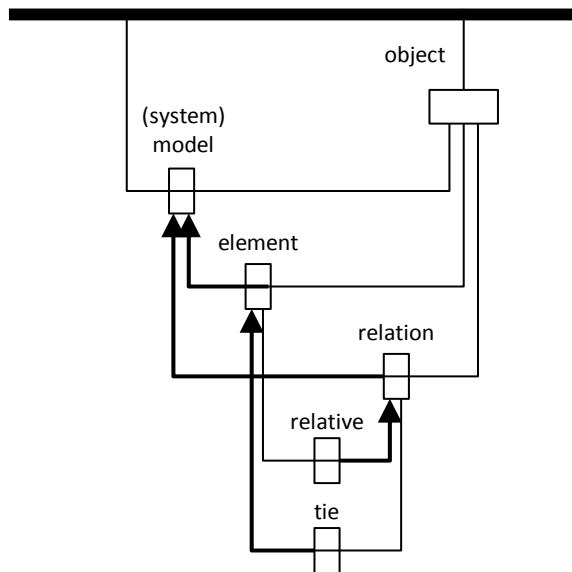 object
(system)
model
element
relation
relative
tie